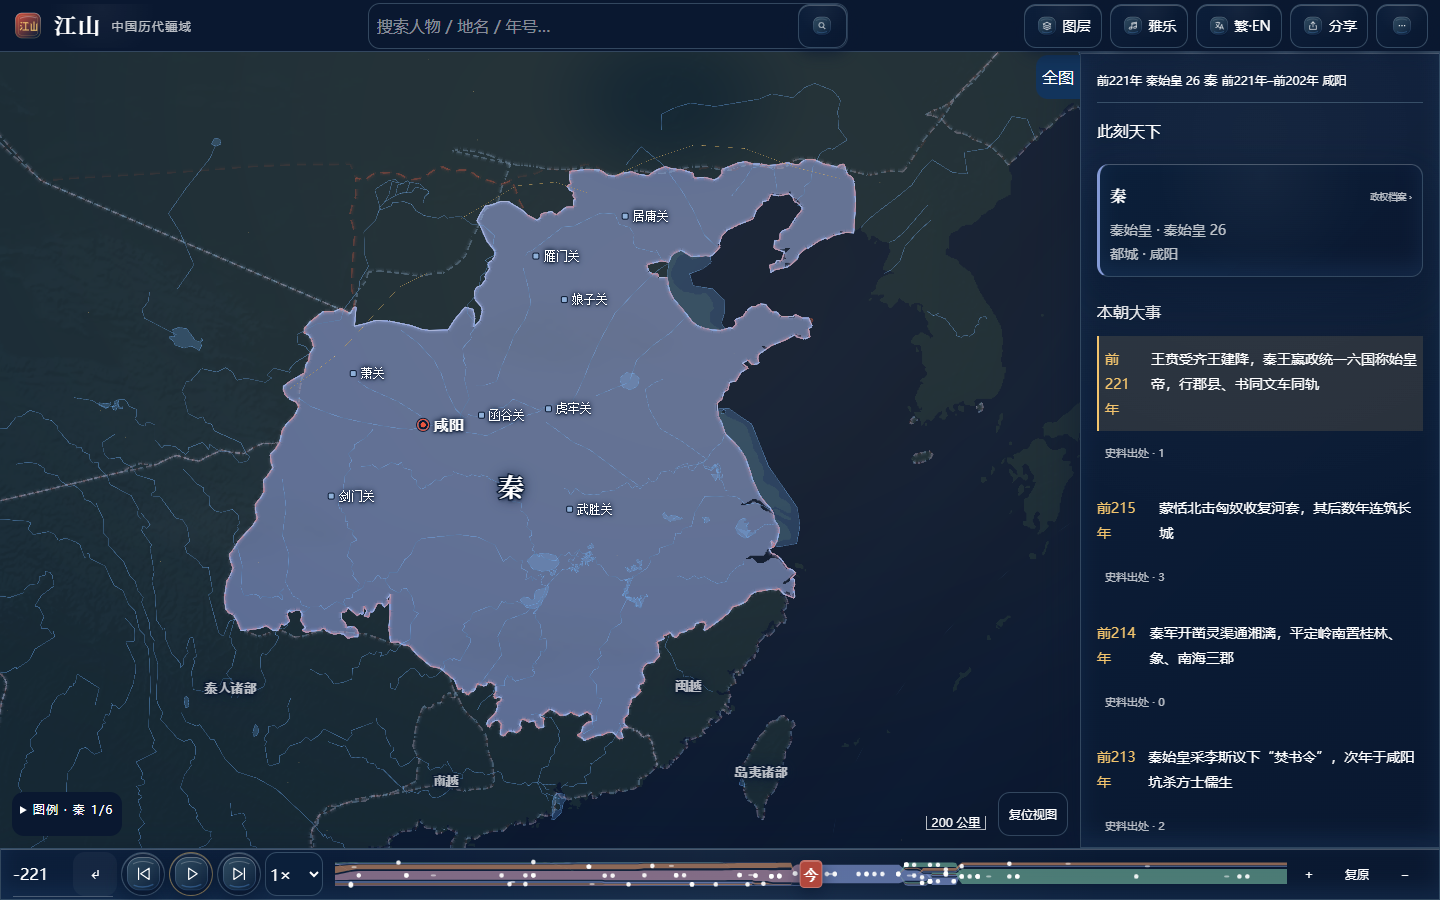 江山
江山 中国历代疆域
搜索人物 / 地名 / 年号...
图层
雅乐
繁·EN
分享
全图
居庸关
雁门关
娘子关
萧关
函谷关
虎牢关
咸阳
秦
剑门关
武胜关
泰人诸部
闽越
南越
岛夷诸部
图例 · 秦 1/6
200 公里
复位视图
前221年 秦始皇 26 秦 前221年–前202年 咸阳
此刻天下
秦
政权档案 ›
秦始皇 · 秦始皇 26
都城 · 咸阳
本朝大事
前221年
王贲受齐王建降，秦王嬴政统一六国称始皇
帝，行郡县、书同文车同轨
史料出处 · 1
前215年
蒙恬北击匈奴收复河套，其后数年连筑长
城
史料出处 · 3
前214年
秦军开凿灵渠通湘漓，平定岭南置桂林、
象、南海三郡
史料出处 · 0
前213年
秦始皇采李斯议下“焚书令”，次年于咸阳
坑杀方士儒生
史料出处 · 2
-221
1×
今
+
复原
−